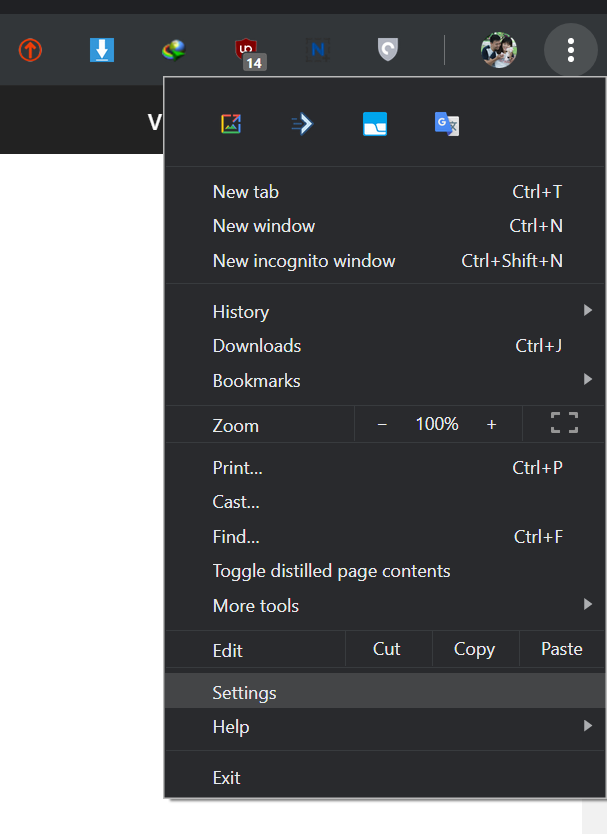 14
N
V
G
New tab Ctrl+T
New window Ctrl+N
New incognito window Ctrl+Shift+N
History
Downloads Ctrl+J
Bookmarks
Zoom − 100% +
Print... Ctrl+P
Cast...
Find... Ctrl+F
Toggle distilled page contents
More tools
Edit Cut Copy Paste
Settings
Help
Exit